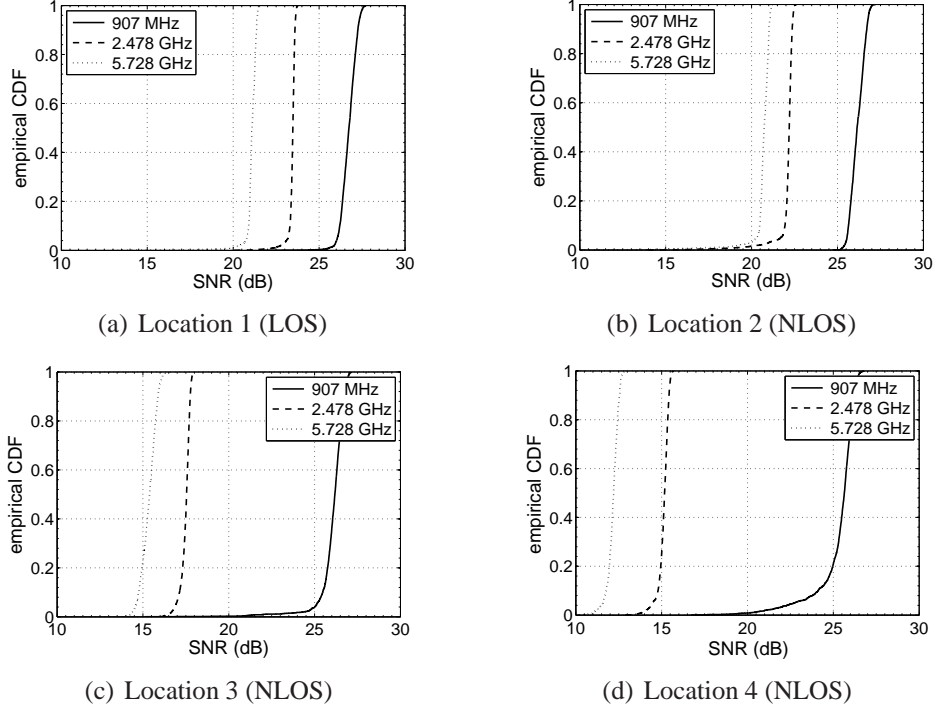 1
0.8
0.6
0.4
0.2
0
empirical CDF
907 MHz
2.478 GHz
5.728 GHz
10 15 20 25 30
SNR (dB)
(a) Location 1 (LOS)
1
0.8
0.6
0.4
0.2
0
empirical CDF
907 MHz
2.478 GHz
5.728 GHz
10 15 20 25 30
SNR (dB)
(b) Location 2 (NLOS)
1
0.8
0.6
0.4
0.2
0
empirical CDF
907 MHz
2.478 GHz
5.728 GHz
10 15 20 25 30
SNR (dB)
(c) Location 3 (NLOS)
1
0.8
0.6
0.4
0.2
0
empirical CDF
907 MHz
2.478 GHz
5.728 GHz
10 15 20 25 30
SNR (dB)
(d) Location 4 (NLOS)